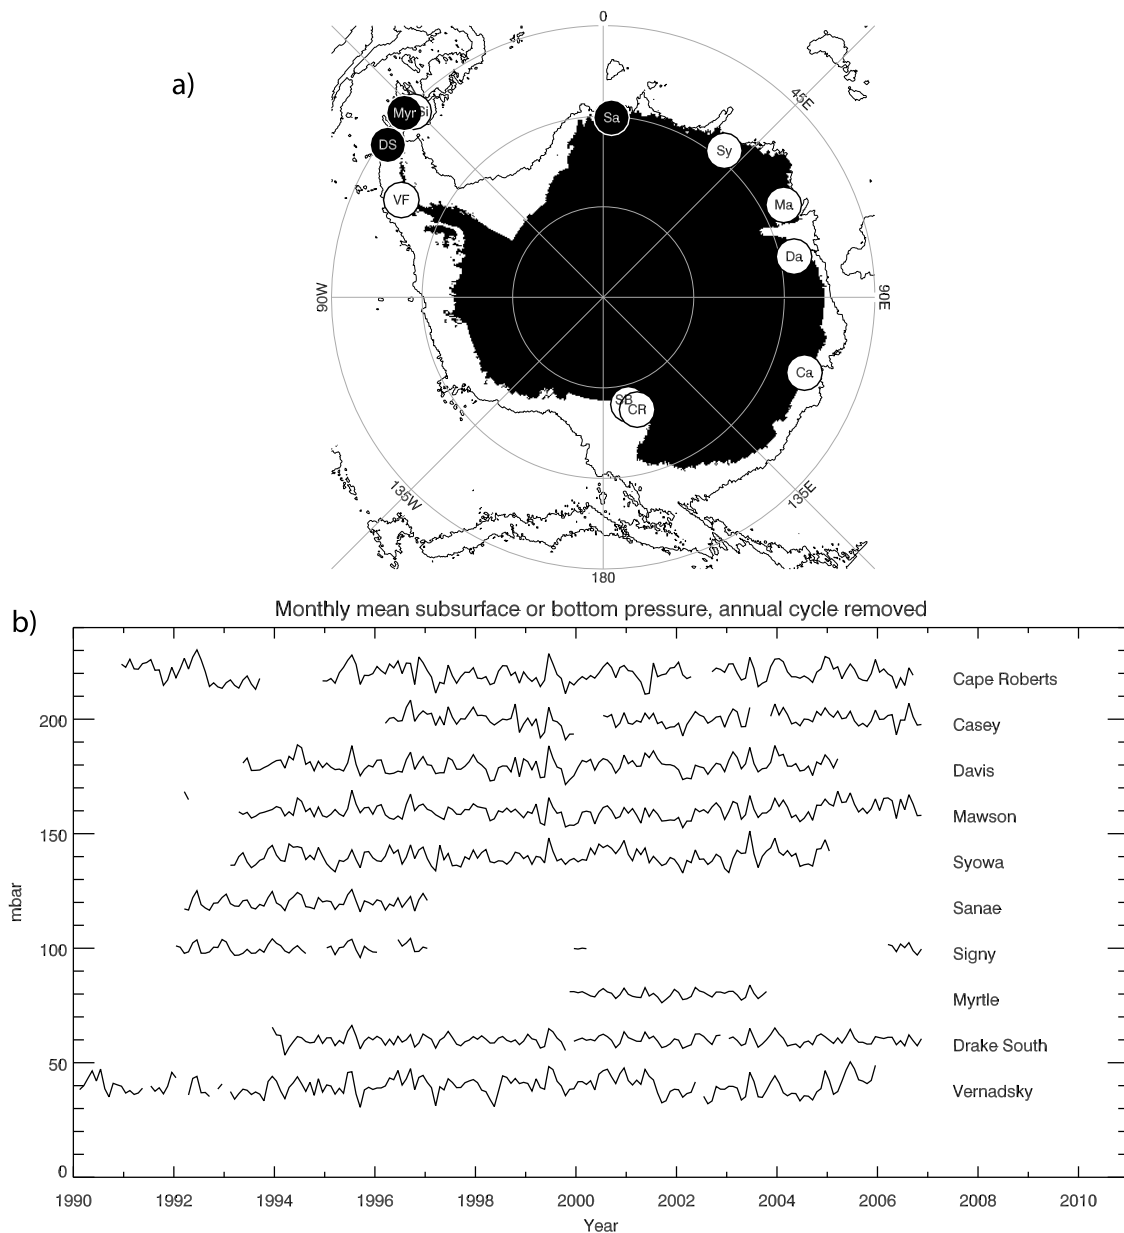 a)
0
45E
90E
135E
180
135W
90W
Myr
Si
DS
VF
Sa
Sy
Ma
Da
Ca
SB
CR
b)
Monthly mean subsurface or bottom pressure, annual cycle removed
mbar
200
150
100
50
0
Cape Roberts
Casey
Davis
Mawson
Syowa
Sanae
Signy
Myrtle
Drake South
Vernadsky
1990 1992 1994 1996 1998 2000 2002 2004 2006 2008 2010
Year